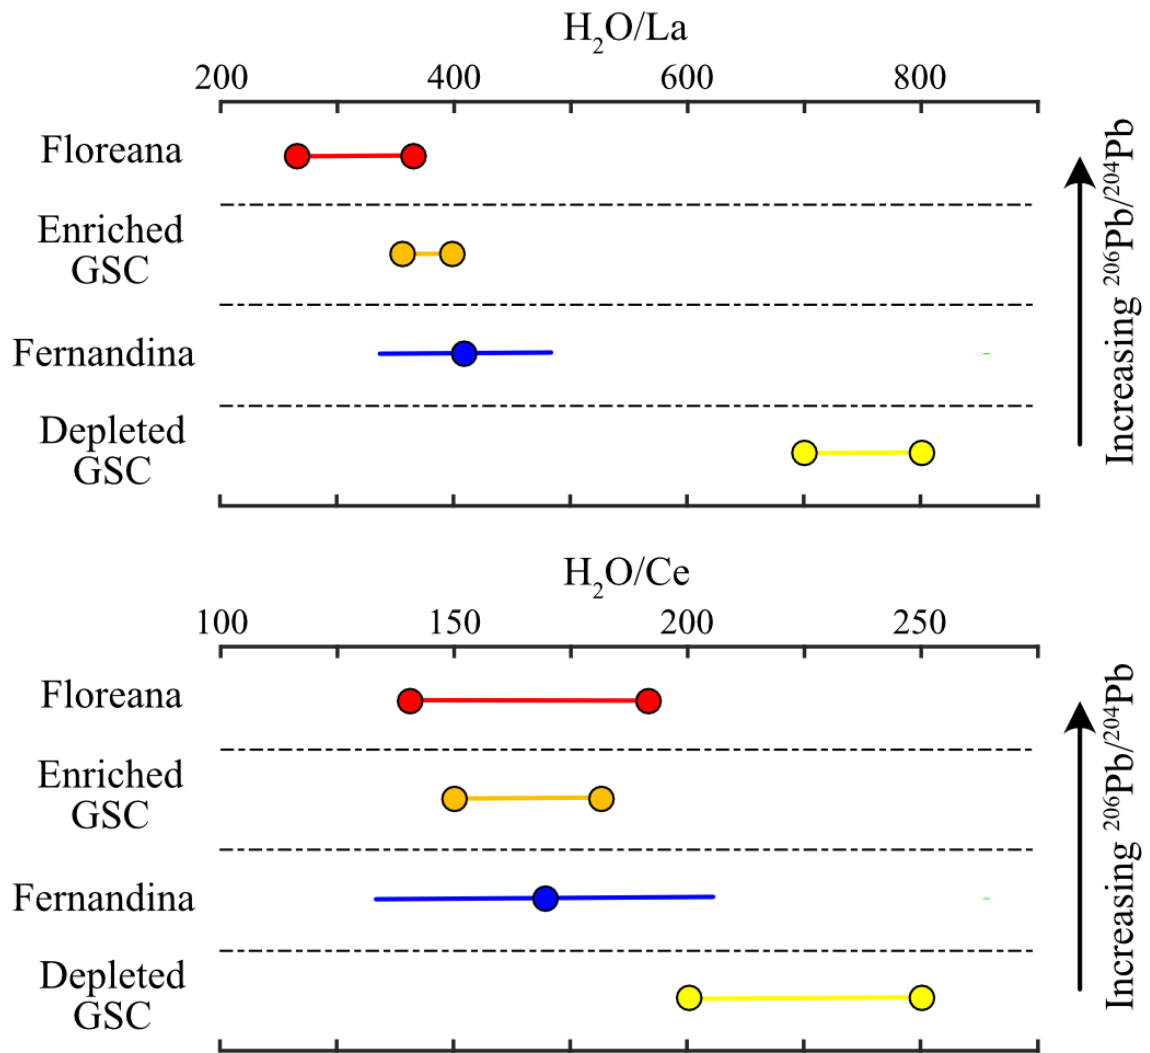 H₂O/La
200 400 600 800
Floreana
Enriched
GSC
Fernandina
Depleted
GSC
Increasing ²⁰⁶Pb/²⁰⁴Pb
H₂O/Ce
100 150 200 250
Floreana
Enriched
GSC
Fernandina
Depleted
GSC
Increasing ²⁰⁶Pb/²⁰⁴Pb